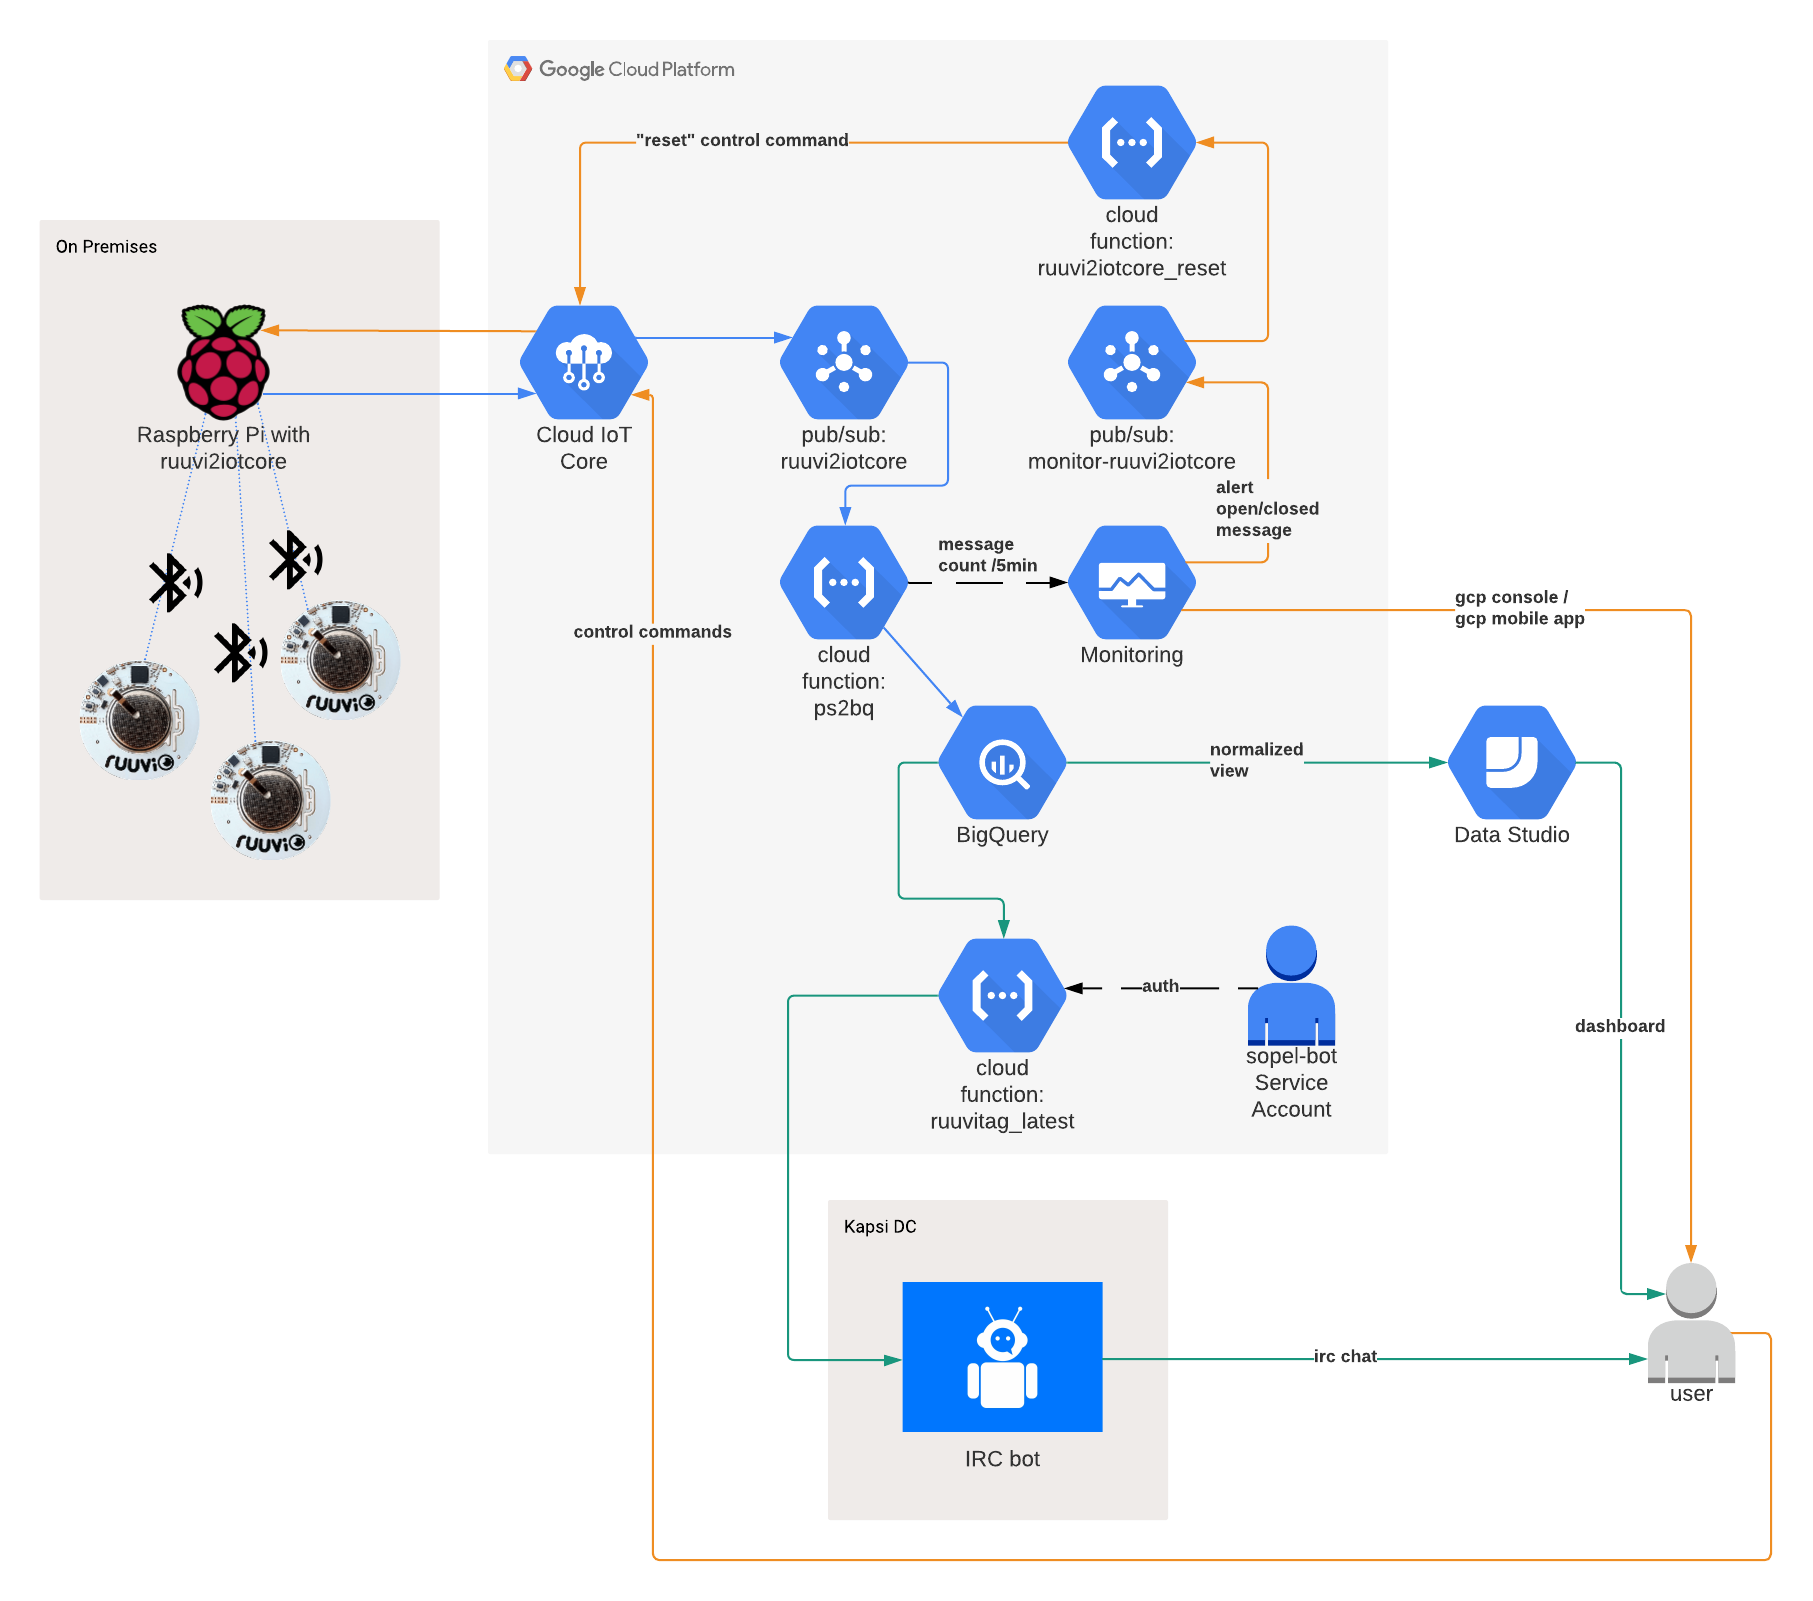 Google Cloud Platform
"reset" control command
cloud
function:
ruuvi2iotcore_reset
On Premises
Raspberry Pi with
ruuvi2iotcore
Cloud IoT
Core
pub/sub:
ruuvi2iotcore
pub/sub:
monitor-ruuvi2iotcore
alert
open/closed
message
message
count /5min
cloud
function:
ps2bq
Monitoring
gcp console /
gcp mobile app
control commands
ruuvi
ruuvi
ruuvi
BigQuery
normalized
view
Data Studio
auth
cloud
function:
ruuvitag_latest
sopel-bot
Service
Account
dashboard
Kapsi DC
IRC bot
irc chat
user